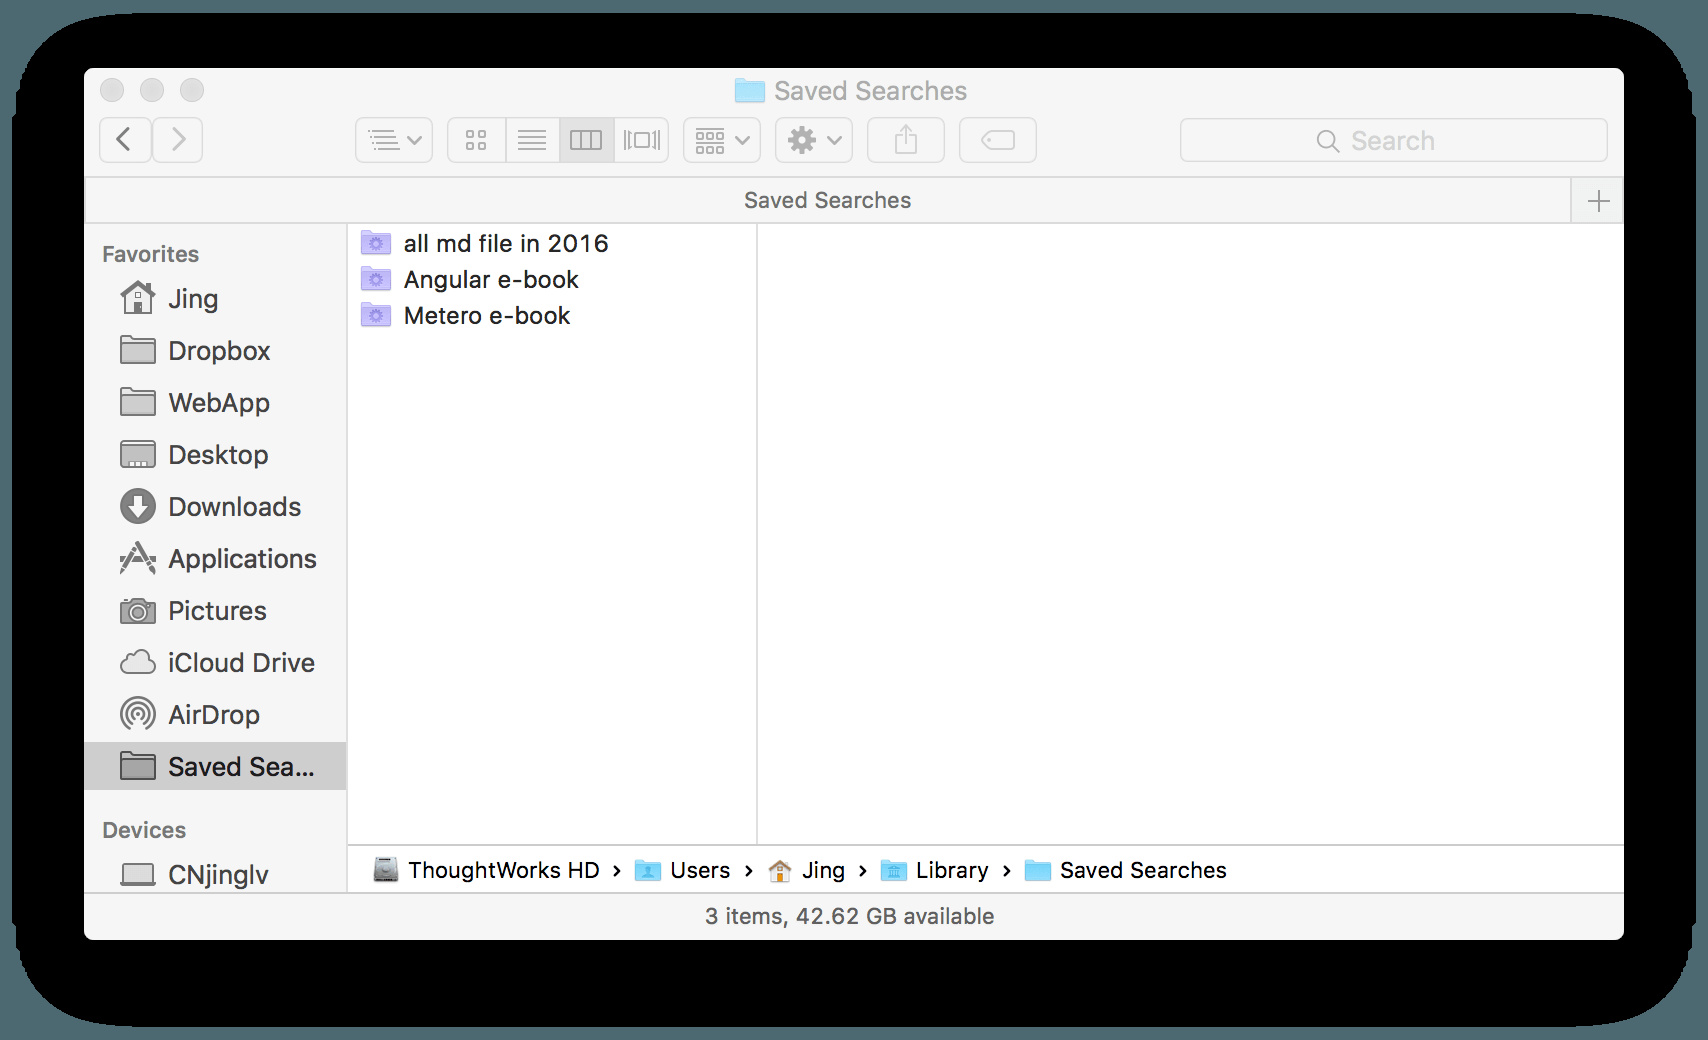 Saved Searches
Search
Saved Searches
Favorites
Jing
Dropbox
WebApp
Desktop
Downloads
Applications
Pictures
iCloud Drive
AirDrop
Saved Sea...
Devices
CNjinglv
all md file in 2016
Angular e-book
Metero e-book
ThoughtWorks HD › Users › Jing › Library › Saved Searches
3 items, 42.62 GB available